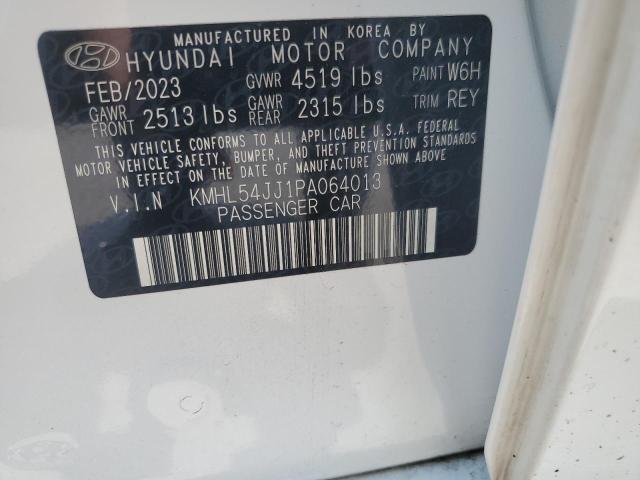 MANUFACTURED IN KOREA BY
HYUNDAI MOTOR COMPANY
FEB/2023 GVWR 4519 lbs PAINT W6H
GAWR FRONT 2513 lbs GAWR REAR 2315 lbs TRIM REY
THIS VEHICLE CONFORMS TO ALL APPLICABLE U.S.A. FEDERAL
MOTOR VEHICLE SAFETY, BUMPER, AND THEFT PREVENTION STANDARDS
IN EFFECT ON THE DATE OF MANUFACTURE SHOWN ABOVE
V.I.N KMHL54JJ1PA064013
PASSENGER CAR